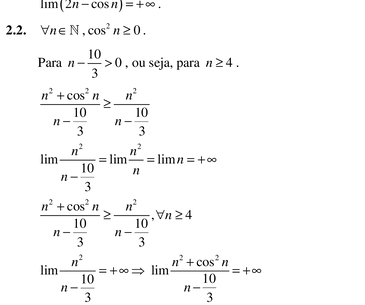 lim(2n − cos n) = +∞ .
2.2. ∀n ∈ ℕ , cos² n ≥ 0 .
Para n − 10/3 > 0 , ou seja, para n ≥ 4 .
(n² + cos² n)/(n − 10/3) ≥ n²/(n − 10/3)
lim n²/(n − 10/3) = lim n²/n = lim n = +∞
(n² + cos² n)/(n − 10/3) ≥ n²/(n − 10/3) , ∀n ≥ 4
lim n²/(n − 10/3) = +∞ ⇒ lim (n² + cos² n)/(n − 10/3) = +∞